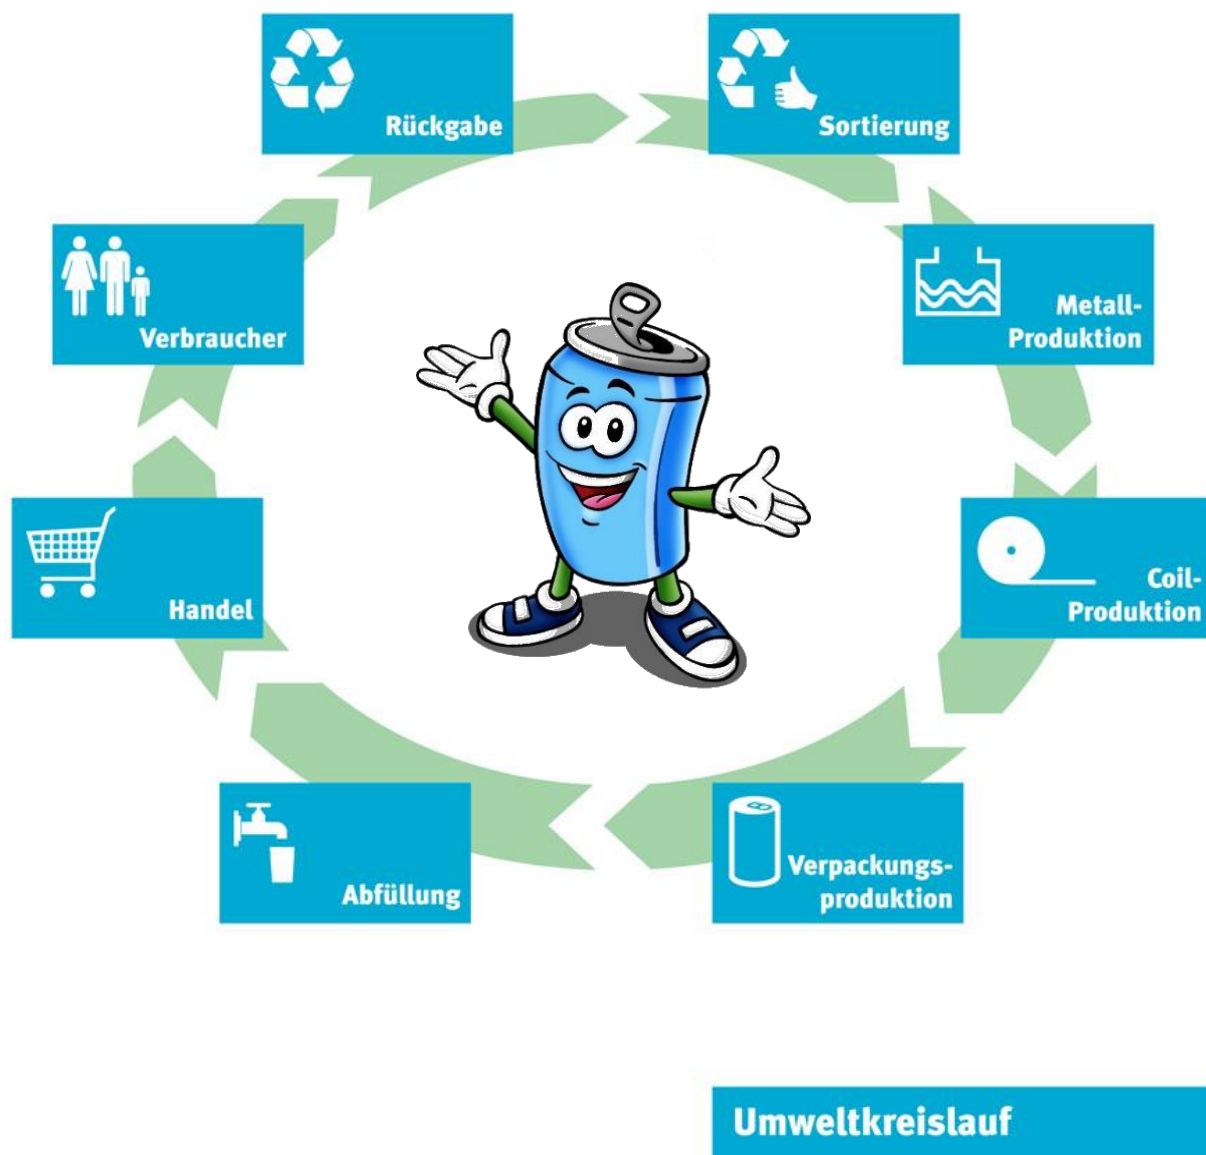 Rückgabe
Sortierung
Verbraucher
Metall-
Produktion
Handel
Coil-
Produktion
Abfüllung
Verpackungs-
produktion
Umweltkreislauf